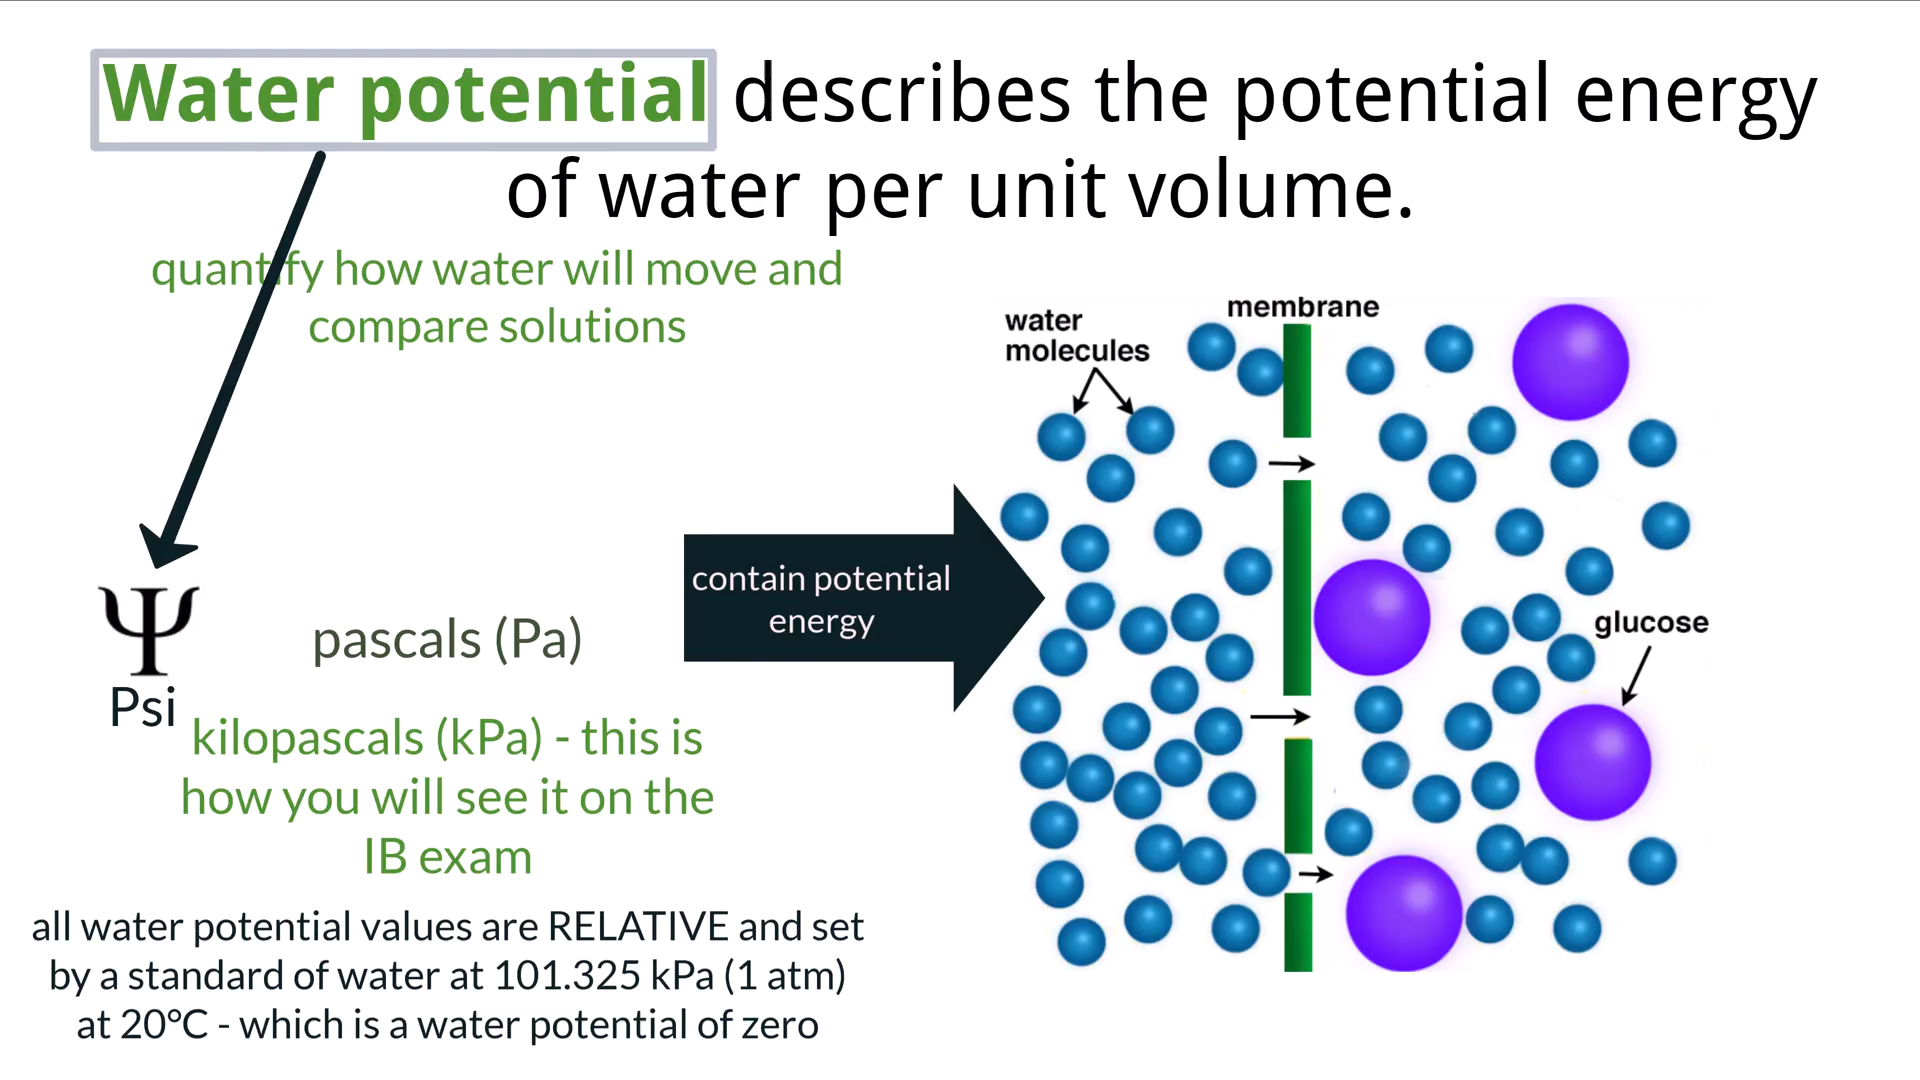 Water potential describes the potential energy
of water per unit volume.
quantify how water will move and
compare solutions
membrane
water
molecules
contain potential
energy
glucose
Ψ
Psi
pascals (Pa)
kilopascals (kPa) - this is
how you will see it on the
IB exam
all water potential values are RELATIVE and set
by a standard of water at 101.325 kPa (1 atm)
at 20°C - which is a water potential of zero